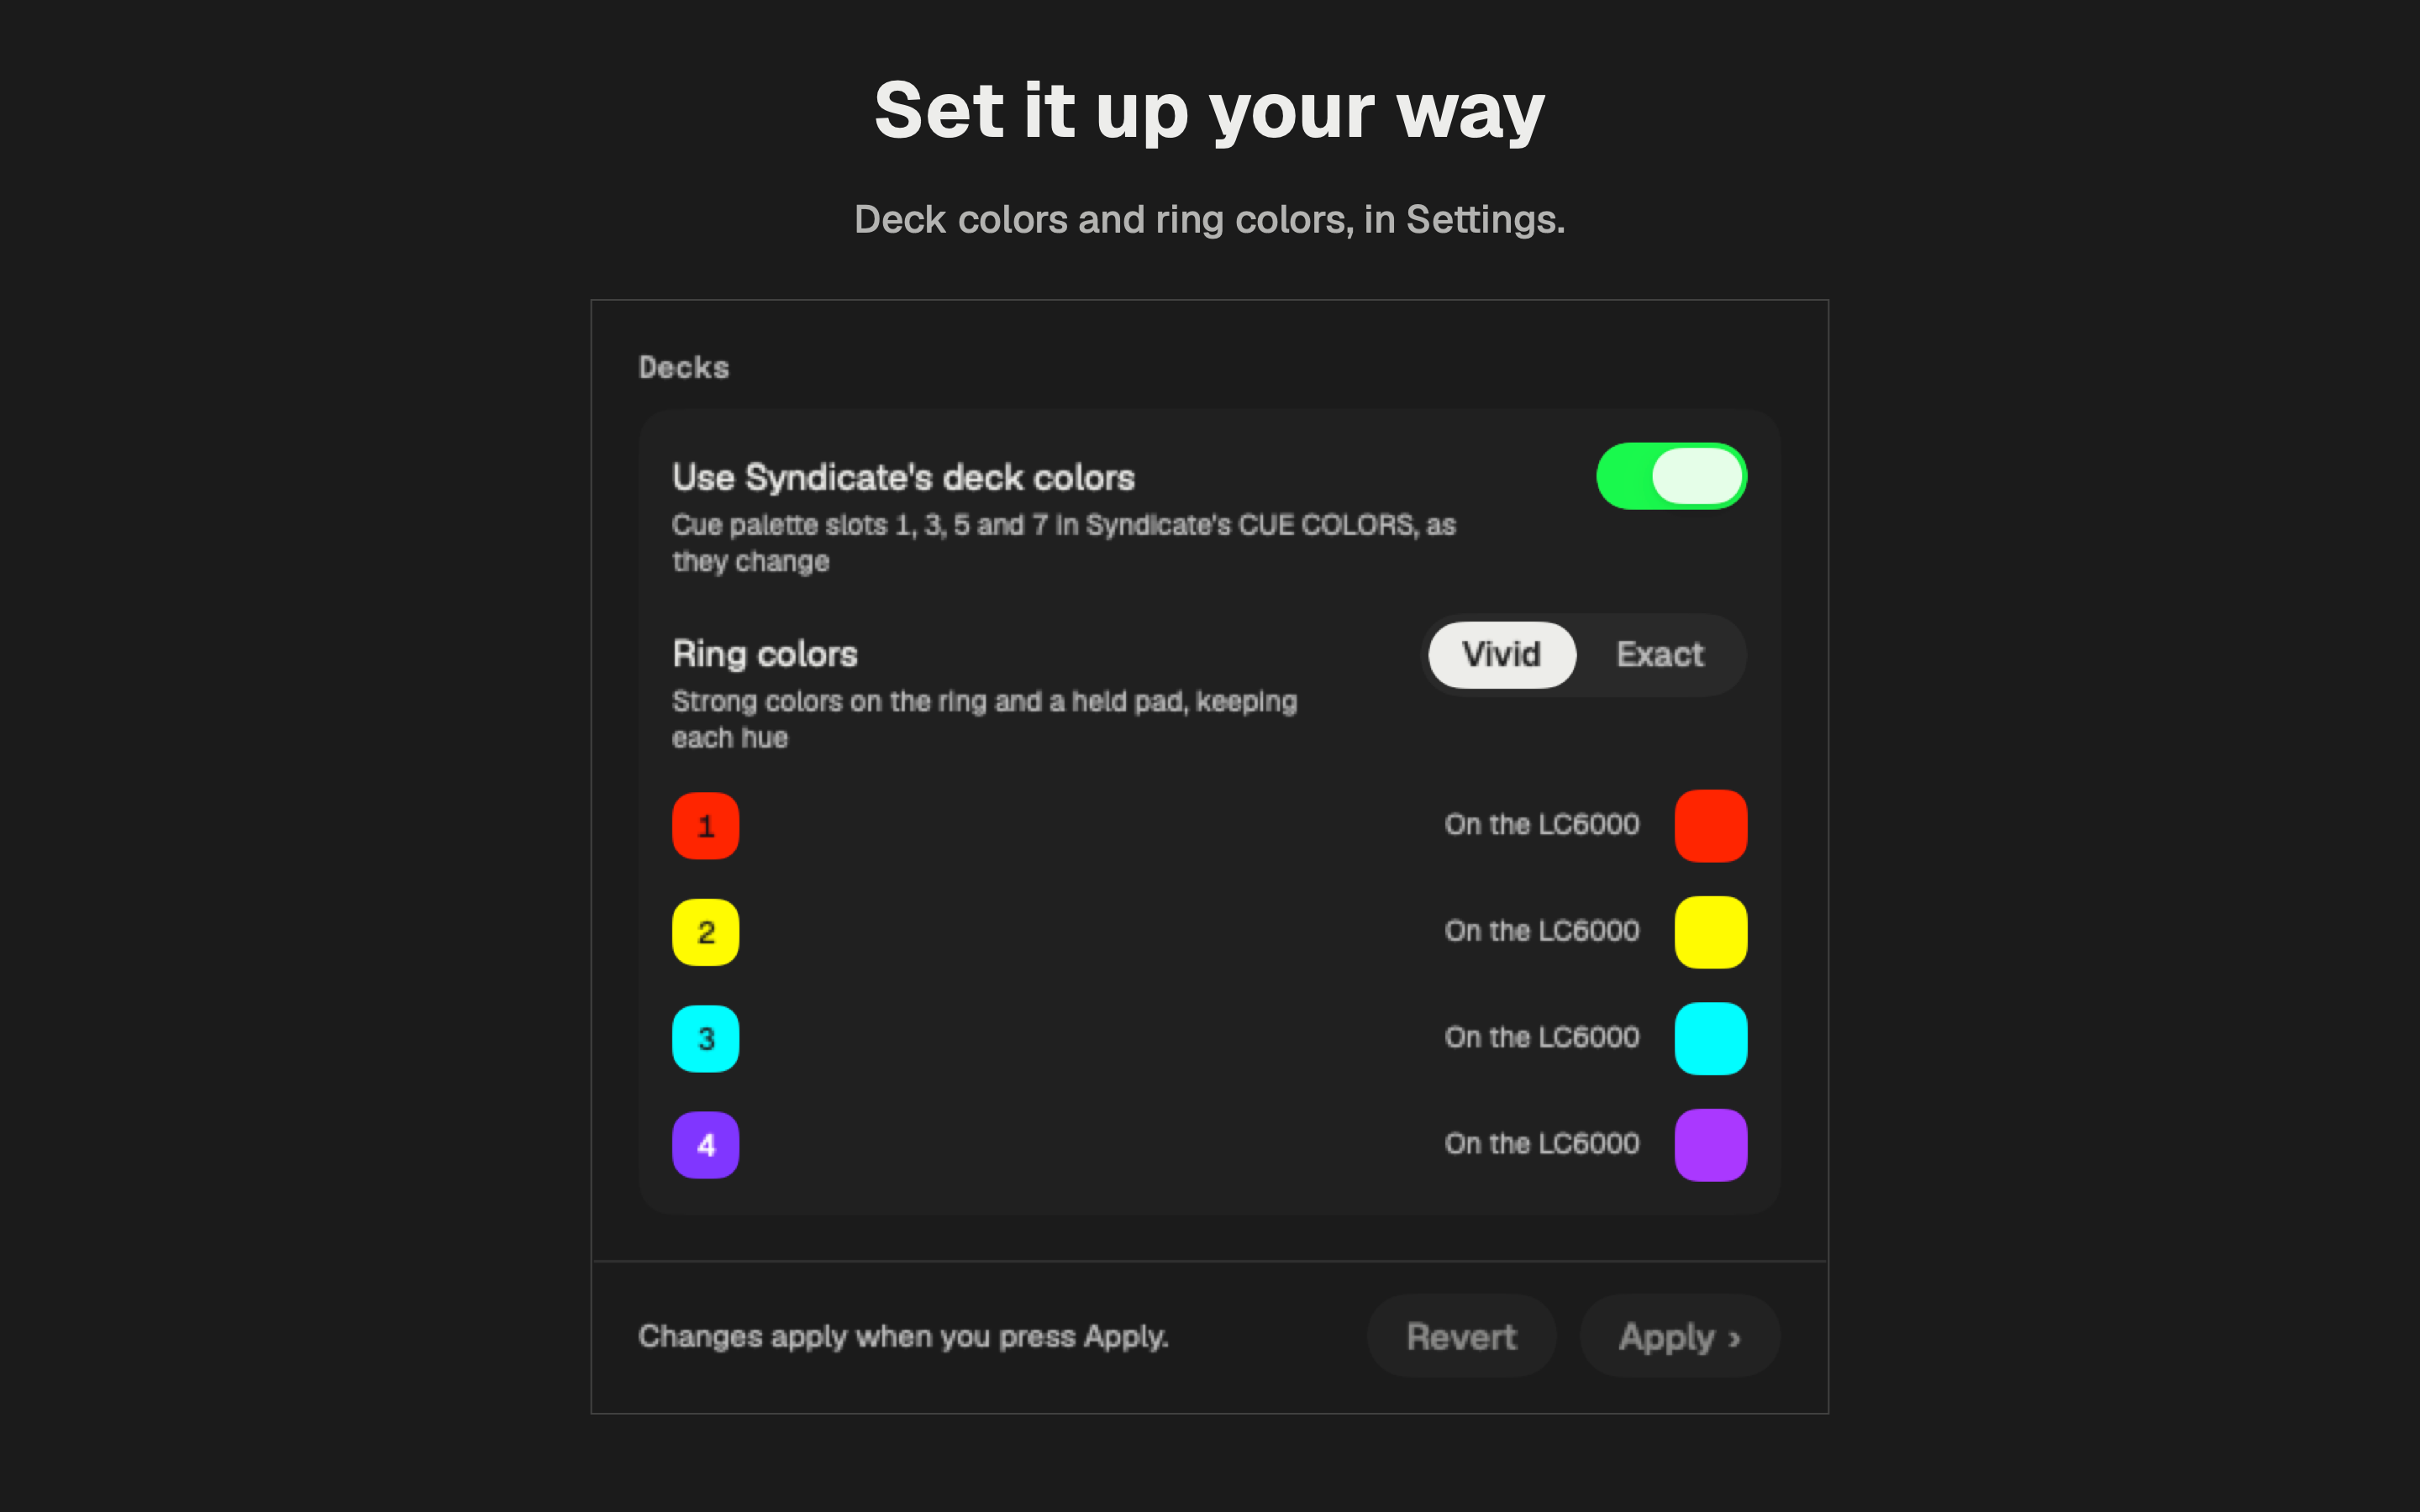 Set it up your way
Deck colors and ring colors, in Settings.
Decks
Use Syndicate's deck colors
Cue palette slots 1, 3, 5 and 7 in Syndicate's CUE COLORS, as
they change
Ring colors
Vivid
Exact
Strong colors on the ring and a held pad, keeping
each hue
1
On the LC6000
2
On the LC6000
3
On the LC6000
4
On the LC6000
Changes apply when you press Apply.
Revert
Apply ›